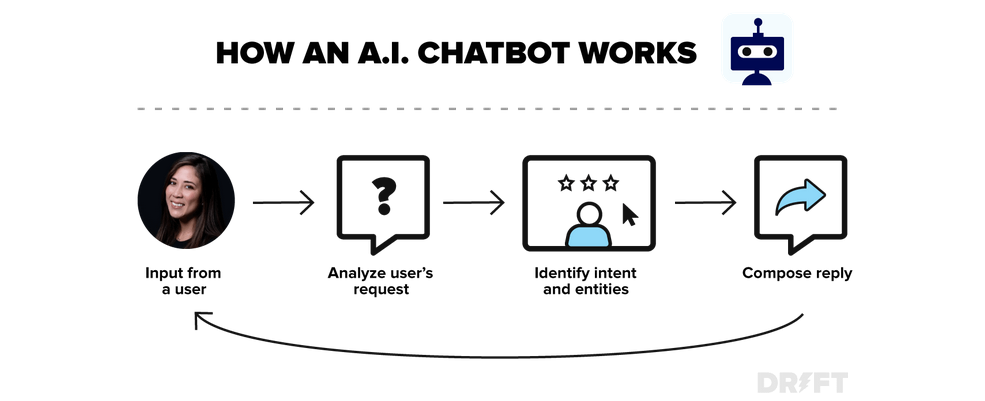 HOW AN A.I. CHATBOT WORKS
?
Input from
a user
Analyze user's
request
Identify intent
and entities
Compose reply
DRIFT